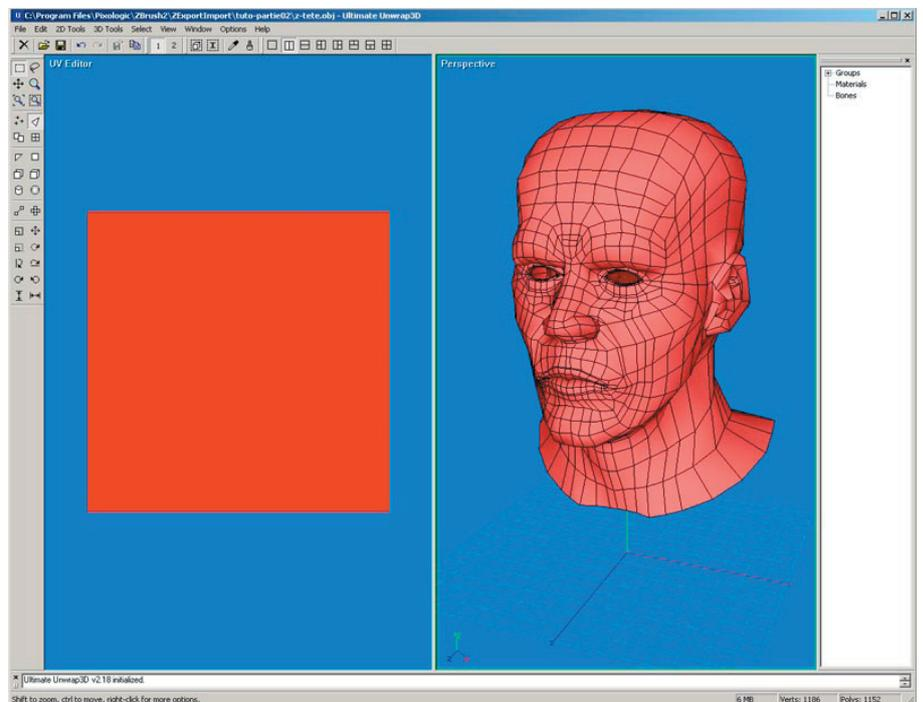 C:\Program Files\Pixologic\ZBrush2\ZExportImport\tuto-partie02\z-tete.obj - Ultimate Unwrap3D
File Edit 2D Tools 3D Tools Select View Window Options Help
1 2
UV Editor
Perspective
Groups
Materials
Bones
Ultimate Unwrap3D v2.18 initialized.
Shift to zoom, ctrl to move, right-click for more options.
6 MB Verts: 1186 Polys: 1152